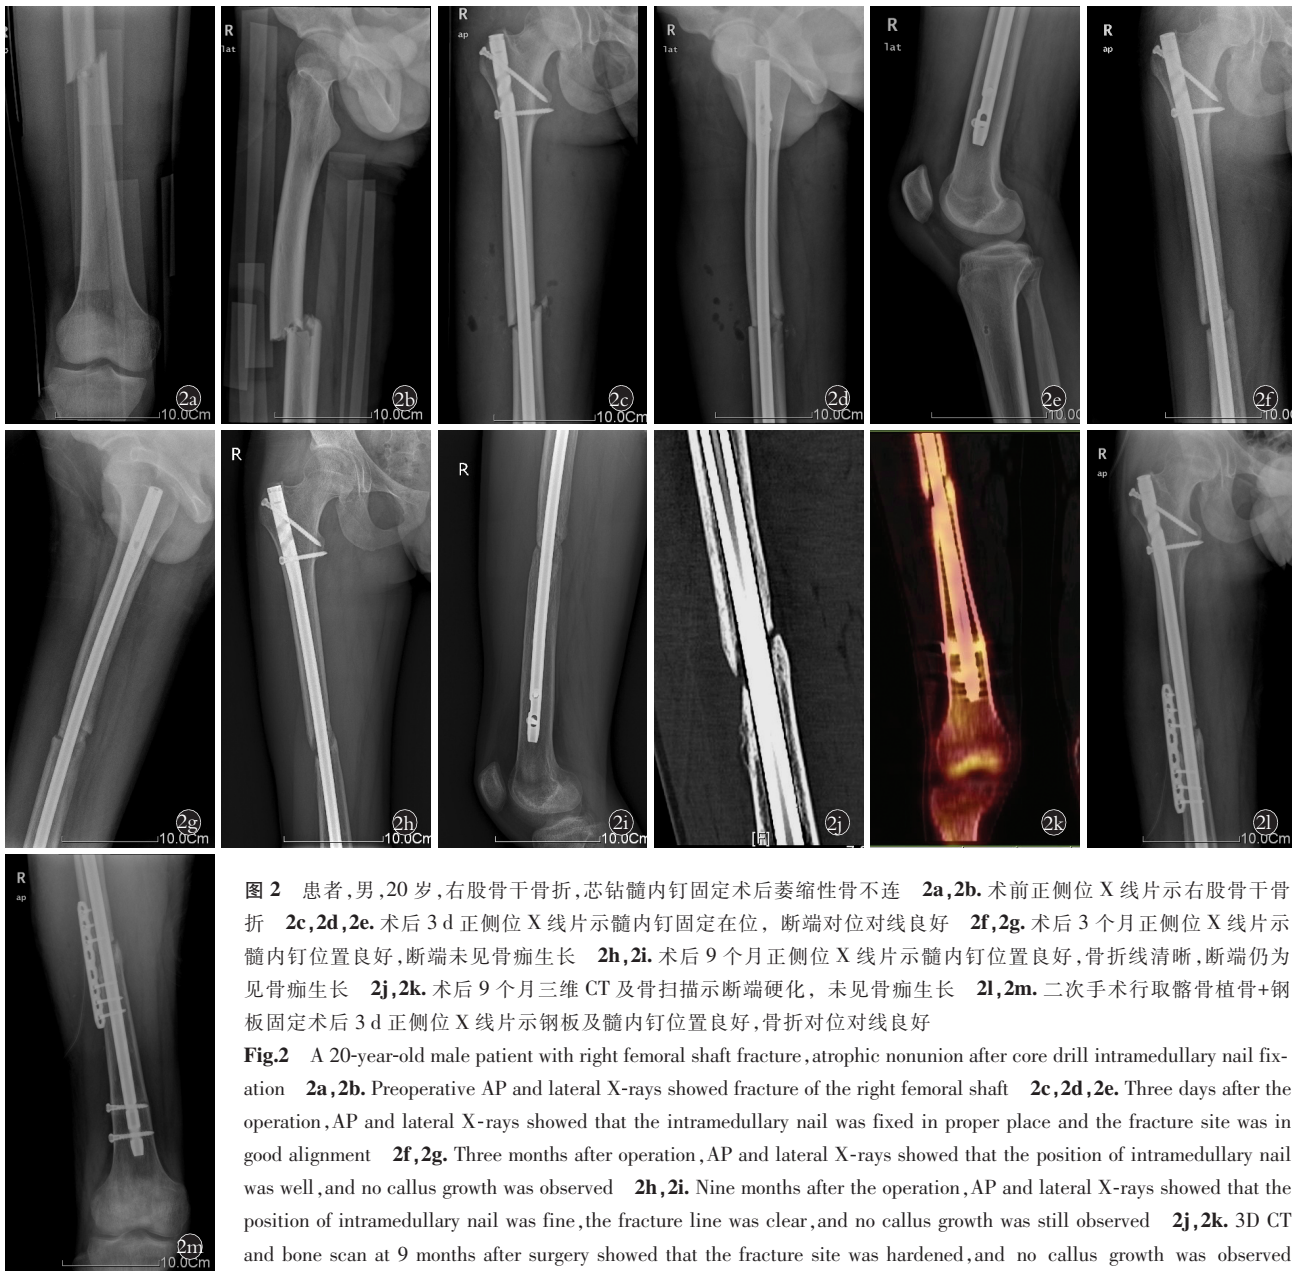 R
p
2a
10.0Cm
R
lat
2b
10.0Cm
R
ap
2c
10.0Cm
R
lat
2d
10.0Cm
R
lat
2e
10.0C
R
ap
2f
10.0C
2g
10.0Cm
R
2h
10.0Cm
R
2i
10.0Cm
[F]
2j
2k
R
ap
2l
10.0Cm
R
ap
2m
10.0Cm
图 2 患者,男,20 岁,右股骨干骨折,芯钻髓内钉固定术后萎缩性骨不连 2a,2b. 术前正侧位 X 线片示右股骨干骨
折 2c,2d,2e. 术后 3 d 正侧位 X 线片示髓内钉固定在位，断端对位对线良好 2f,2g. 术后 3 个月正侧位 X 线片示
髓内钉位置良好,断端未见骨痂生长 2h,2i. 术后 9 个月正侧位 X 线片示髓内钉位置良好,骨折线清晰,断端仍为
见骨痂生长 2j,2k. 术后 9 个月三维 CT 及骨扫描示断端硬化，未见骨痂生长 2l,2m. 二次手术行取髂骨植骨+钢
板固定术后 3 d 正侧位 X 线片示钢板及髓内钉位置良好,骨折对位对线良好
Fig.2 A 20-year-old male patient with right femoral shaft fracture,atrophic nonunion after core drill intramedullary nail fix-
ation 2a,2b. Preoperative AP and lateral X-rays showed fracture of the right femoral shaft 2c,2d,2e. Three days after the
operation,AP and lateral X-rays showed that the intramedullary nail was fixed in proper place and the fracture site was in
good alignment 2f,2g. Three months after operation,AP and lateral X-rays showed that the position of intramedullary nail
was well,and no callus growth was observed 2h,2i. Nine months after the operation,AP and lateral X-rays showed that the
position of intramedullary nail was fine,the fracture line was clear,and no callus growth was still observed 2j,2k. 3D CT
and bone scan at 9 months after surgery showed that the fracture site was hardened,and no callus growth was observed